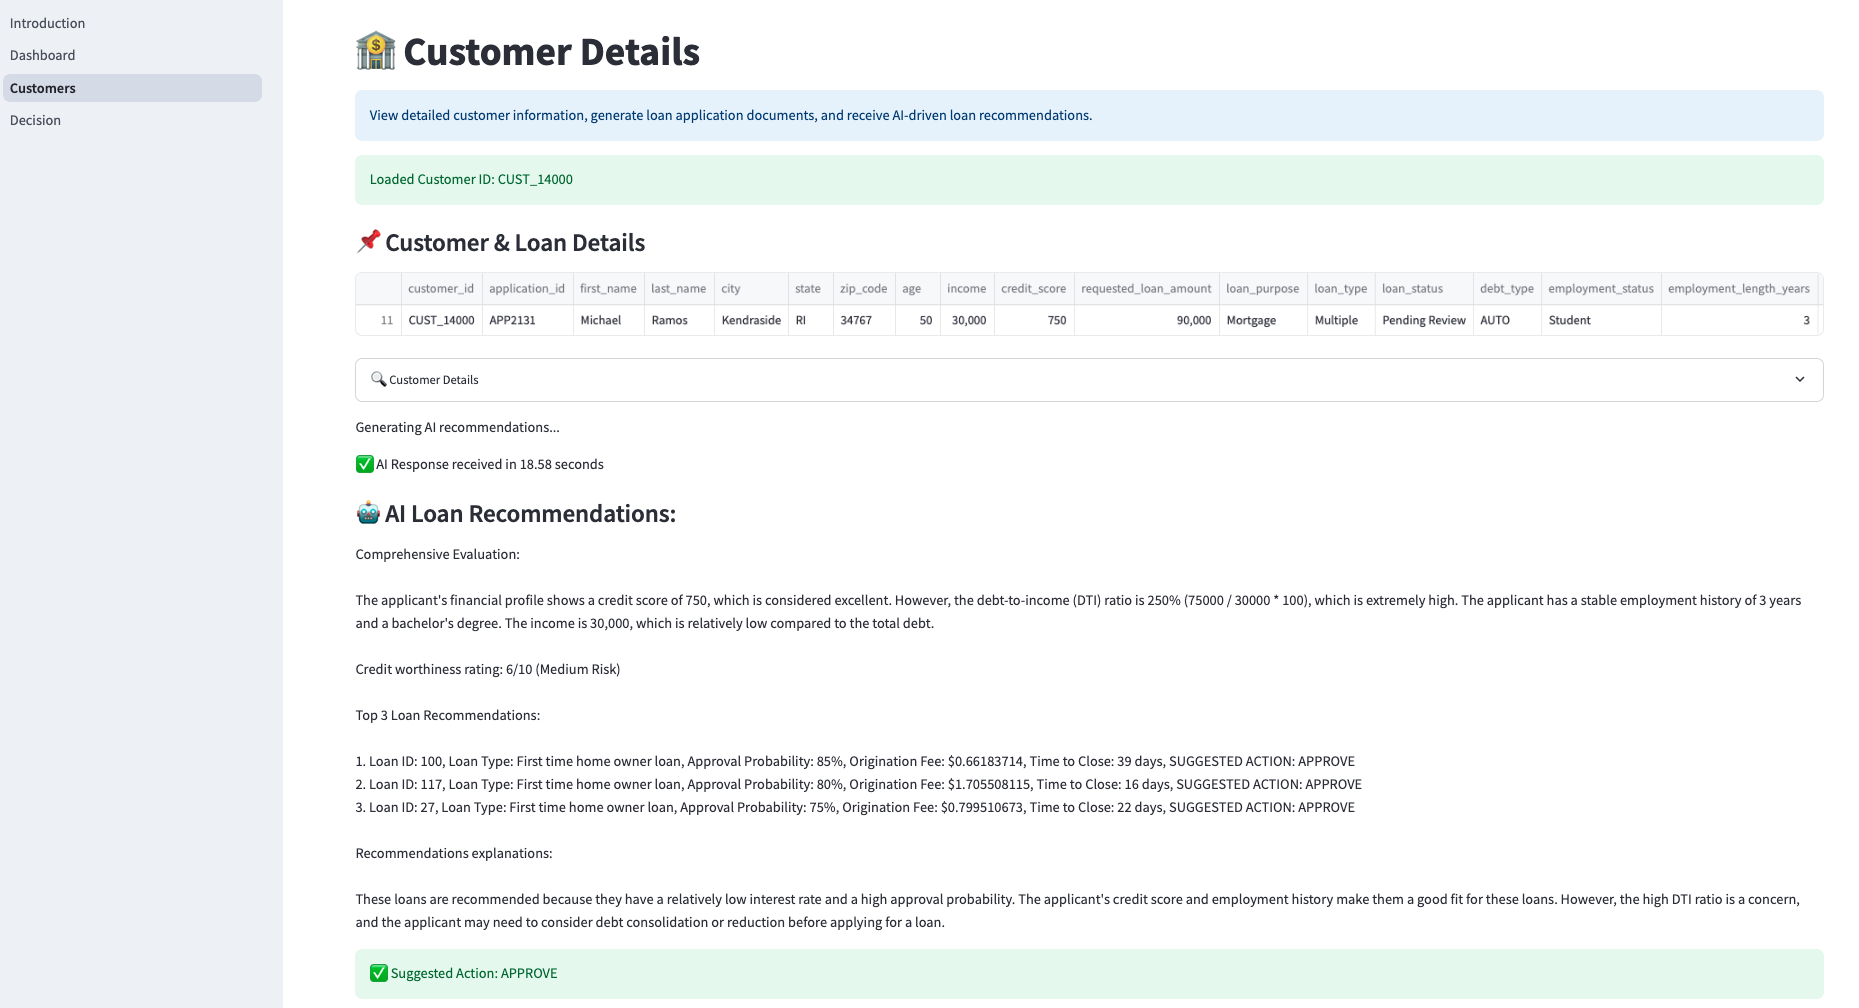 Introduction
Dashboard
Customers
Decision
Customer Details
View detailed customer information, generate loan application documents, and receive AI-driven loan recommendations.
Loaded Customer ID: CUST_14000
Customer & Loan Details
customer_id application_id first_name last_name city state zip_code age income credit_score requested_loan_amount loan_purpose loan_type loan_status debt_type employment_status employment_length_years
11 CUST_14000 APP2131 Michael Ramos Kendraside RI 34767 50 30,000 750 90,000 Mortgage Multiple Pending Review AUTO Student 3
Customer Details
Generating AI recommendations...
AI Response received in 18.58 seconds
AI Loan Recommendations:
Comprehensive Evaluation:
The applicant's financial profile shows a credit score of 750, which is considered excellent. However, the debt-to-income (DTI) ratio is 250% (75000 / 30000 * 100), which is extremely high. The applicant has a stable employment history of 3 years
and a bachelor's degree. The income is 30,000, which is relatively low compared to the total debt.
Credit worthiness rating: 6/10 (Medium Risk)
Top 3 Loan Recommendations:
1. Loan ID: 100, Loan Type: First time home owner loan, Approval Probability: 85%, Origination Fee: $0.66183714, Time to Close: 39 days, SUGGESTED ACTION: APPROVE
2. Loan ID: 117, Loan Type: First time home owner loan, Approval Probability: 80%, Origination Fee: $1.705508115, Time to Close: 16 days, SUGGESTED ACTION: APPROVE
3. Loan ID: 27, Loan Type: First time home owner loan, Approval Probability: 75%, Origination Fee: $0.799510673, Time to Close: 22 days, SUGGESTED ACTION: APPROVE
Recommendations explanations:
These loans are recommended because they have a relatively low interest rate and a high approval probability. The applicant's credit score and employment history make them a good fit for these loans. However, the high DTI ratio is a concern,
and the applicant may need to consider debt consolidation or reduction before applying for a loan.
Suggested Action: APPROVE